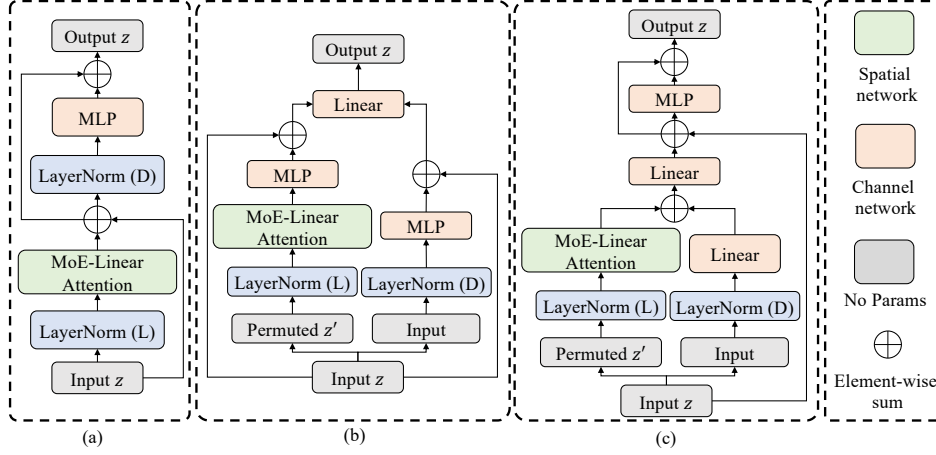 Output z
MLP
LayerNorm (D)
MoE-Linear
Attention
LayerNorm (L)
Input z
(a)
Output z
Linear
MLP
MoE-Linear
Attention
MLP
LayerNorm (L)
LayerNorm (D)
Permuted z′
Input
Input z
(b)
Output z
MLP
Linear
MoE-Linear
Attention
Linear
LayerNorm (L)
LayerNorm (D)
Permuted z′
Input
Input z
(c)
Spatial
network
Channel
network
No Params
Element-wise
sum